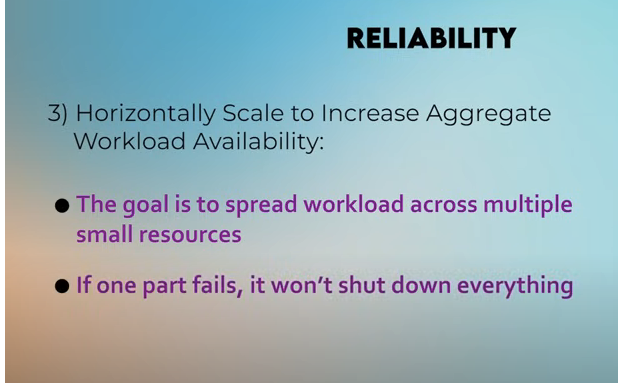 RELIABILITY
3) Horizontally Scale to Increase Aggregate
Workload Availability:
● The goal is to spread workload across multiple
small resources
● If one part fails, it won’t shut down everything